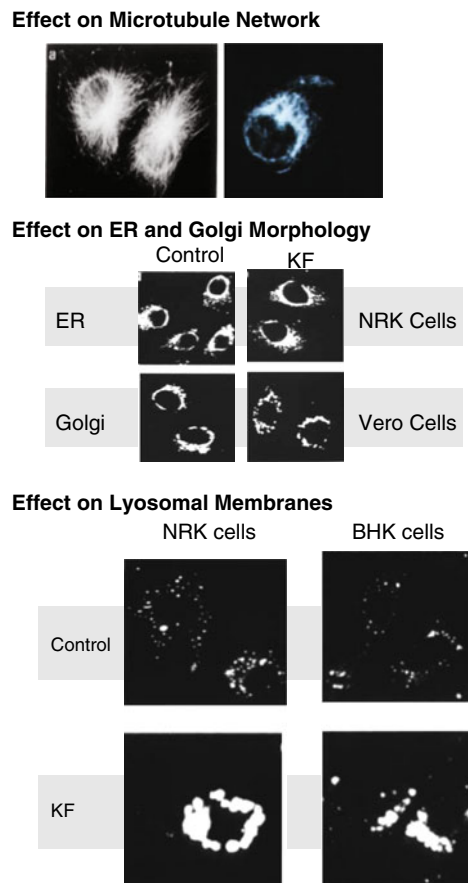 Effect on Microtubule Network
a
Effect on ER and Golgi Morphology
Control KF
ER NRK Cells
Golgi Vero Cells
Effect on Lyosomal Membranes
NRK cells BHK cells
Control
KF